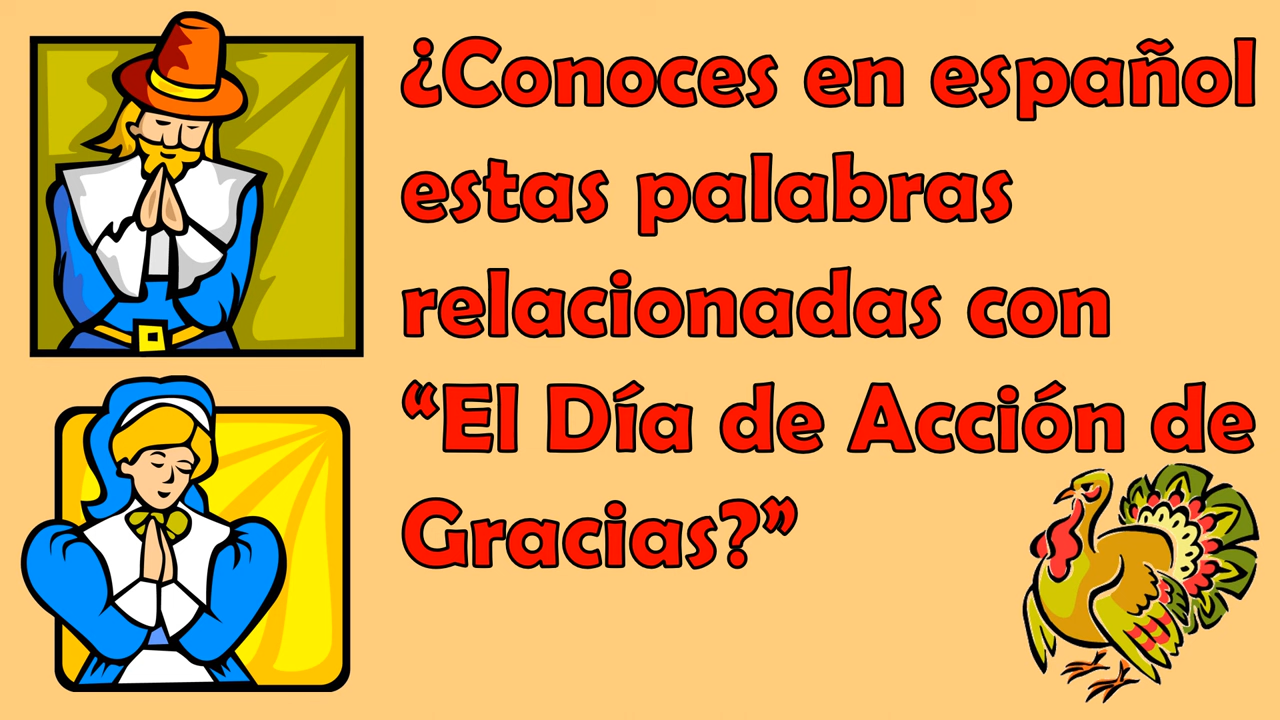 ¿Conoces en español
estas palabras
relacionadas con
“El Día de Acción de
Gracias?”